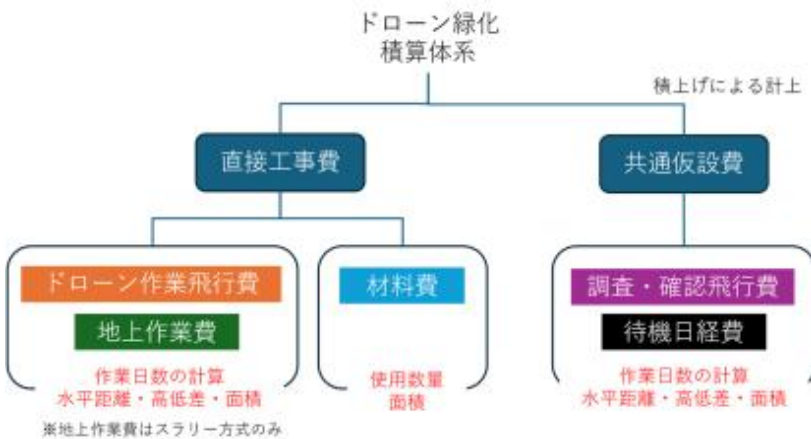 ドローン緑化
積算体系
積上げによる計上
直接工事費
共通仮設費
ドローン作業飛行費
地上作業費
作業日数の計算
水平距離・高低差・面積
材料費
使用数量
面積
調査・確認飛行費
待機日経費
作業日数の計算
水平距離・高低差・面積
※地上作業費はスラリー方式のみ